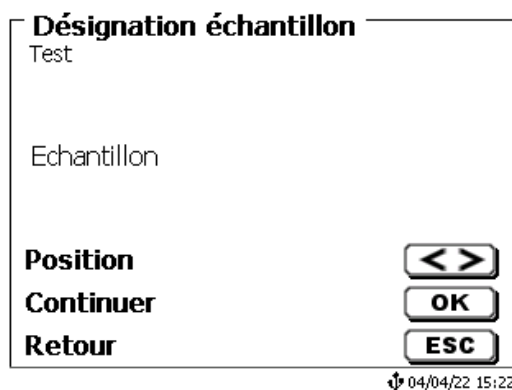 Désignation échantillon
Test
Echantillon
Position < >
Continuer OK
Retour ESC
04/04/22 15:22